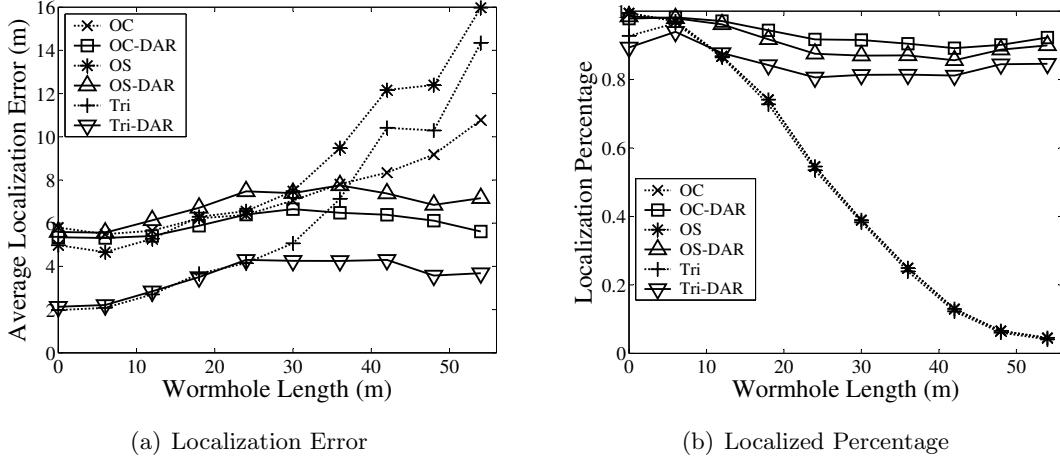 Average Localization Error (m)
16
14
12
10
8
6
4
2
0
OC
OC-DAR
OS
OS-DAR
Tri
Tri-DAR
0 10 20 30 40 50
Wormhole Length (m)
(a) Localization Error
Localization Percentage
1
0.8
0.6
0.4
0.2
0
OC
OC-DAR
OS
OS-DAR
Tri
Tri-DAR
0 10 20 30 40 50
Wormhole Length (m)
(b) Localized Percentage